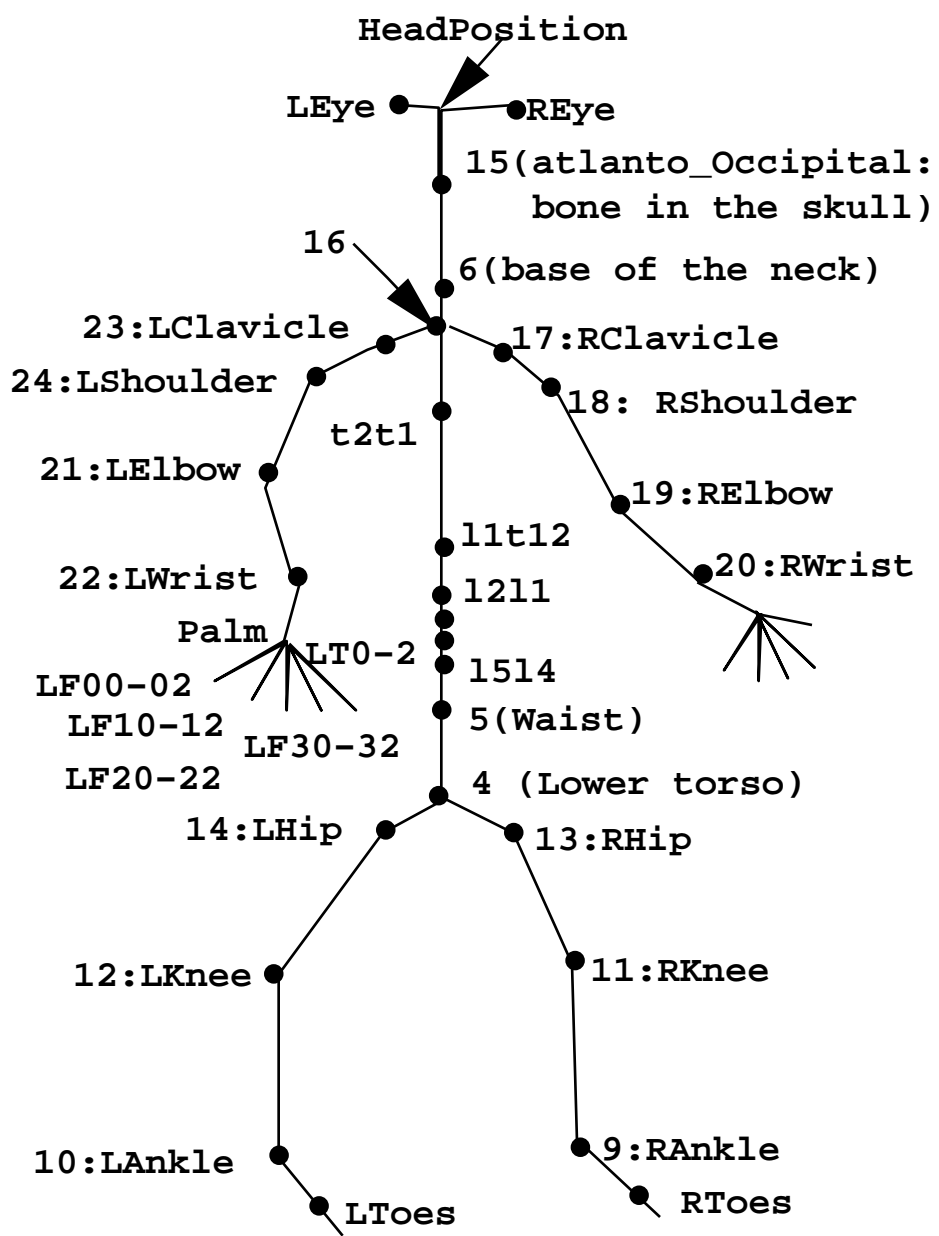 HeadPosition
LEye
REye
15(atlanto_Occipital:
bone in the skull)
16
6(base of the neck)
23:LClavicle
17:RClavicle
24:LShoulder
18: RShoulder
t2t1
21:LElbow
19:RElbow
l1t12
20:RWrist
22:LWrist
l2l1
Palm
LT0-2
l5l4
LF00-02
5(Waist)
LF10-12
LF30-32
LF20-22
4 (Lower torso)
14:LHip
13:RHip
12:LKnee
11:RKnee
10:LAnkle
9:RAnkle
LToes
RToes